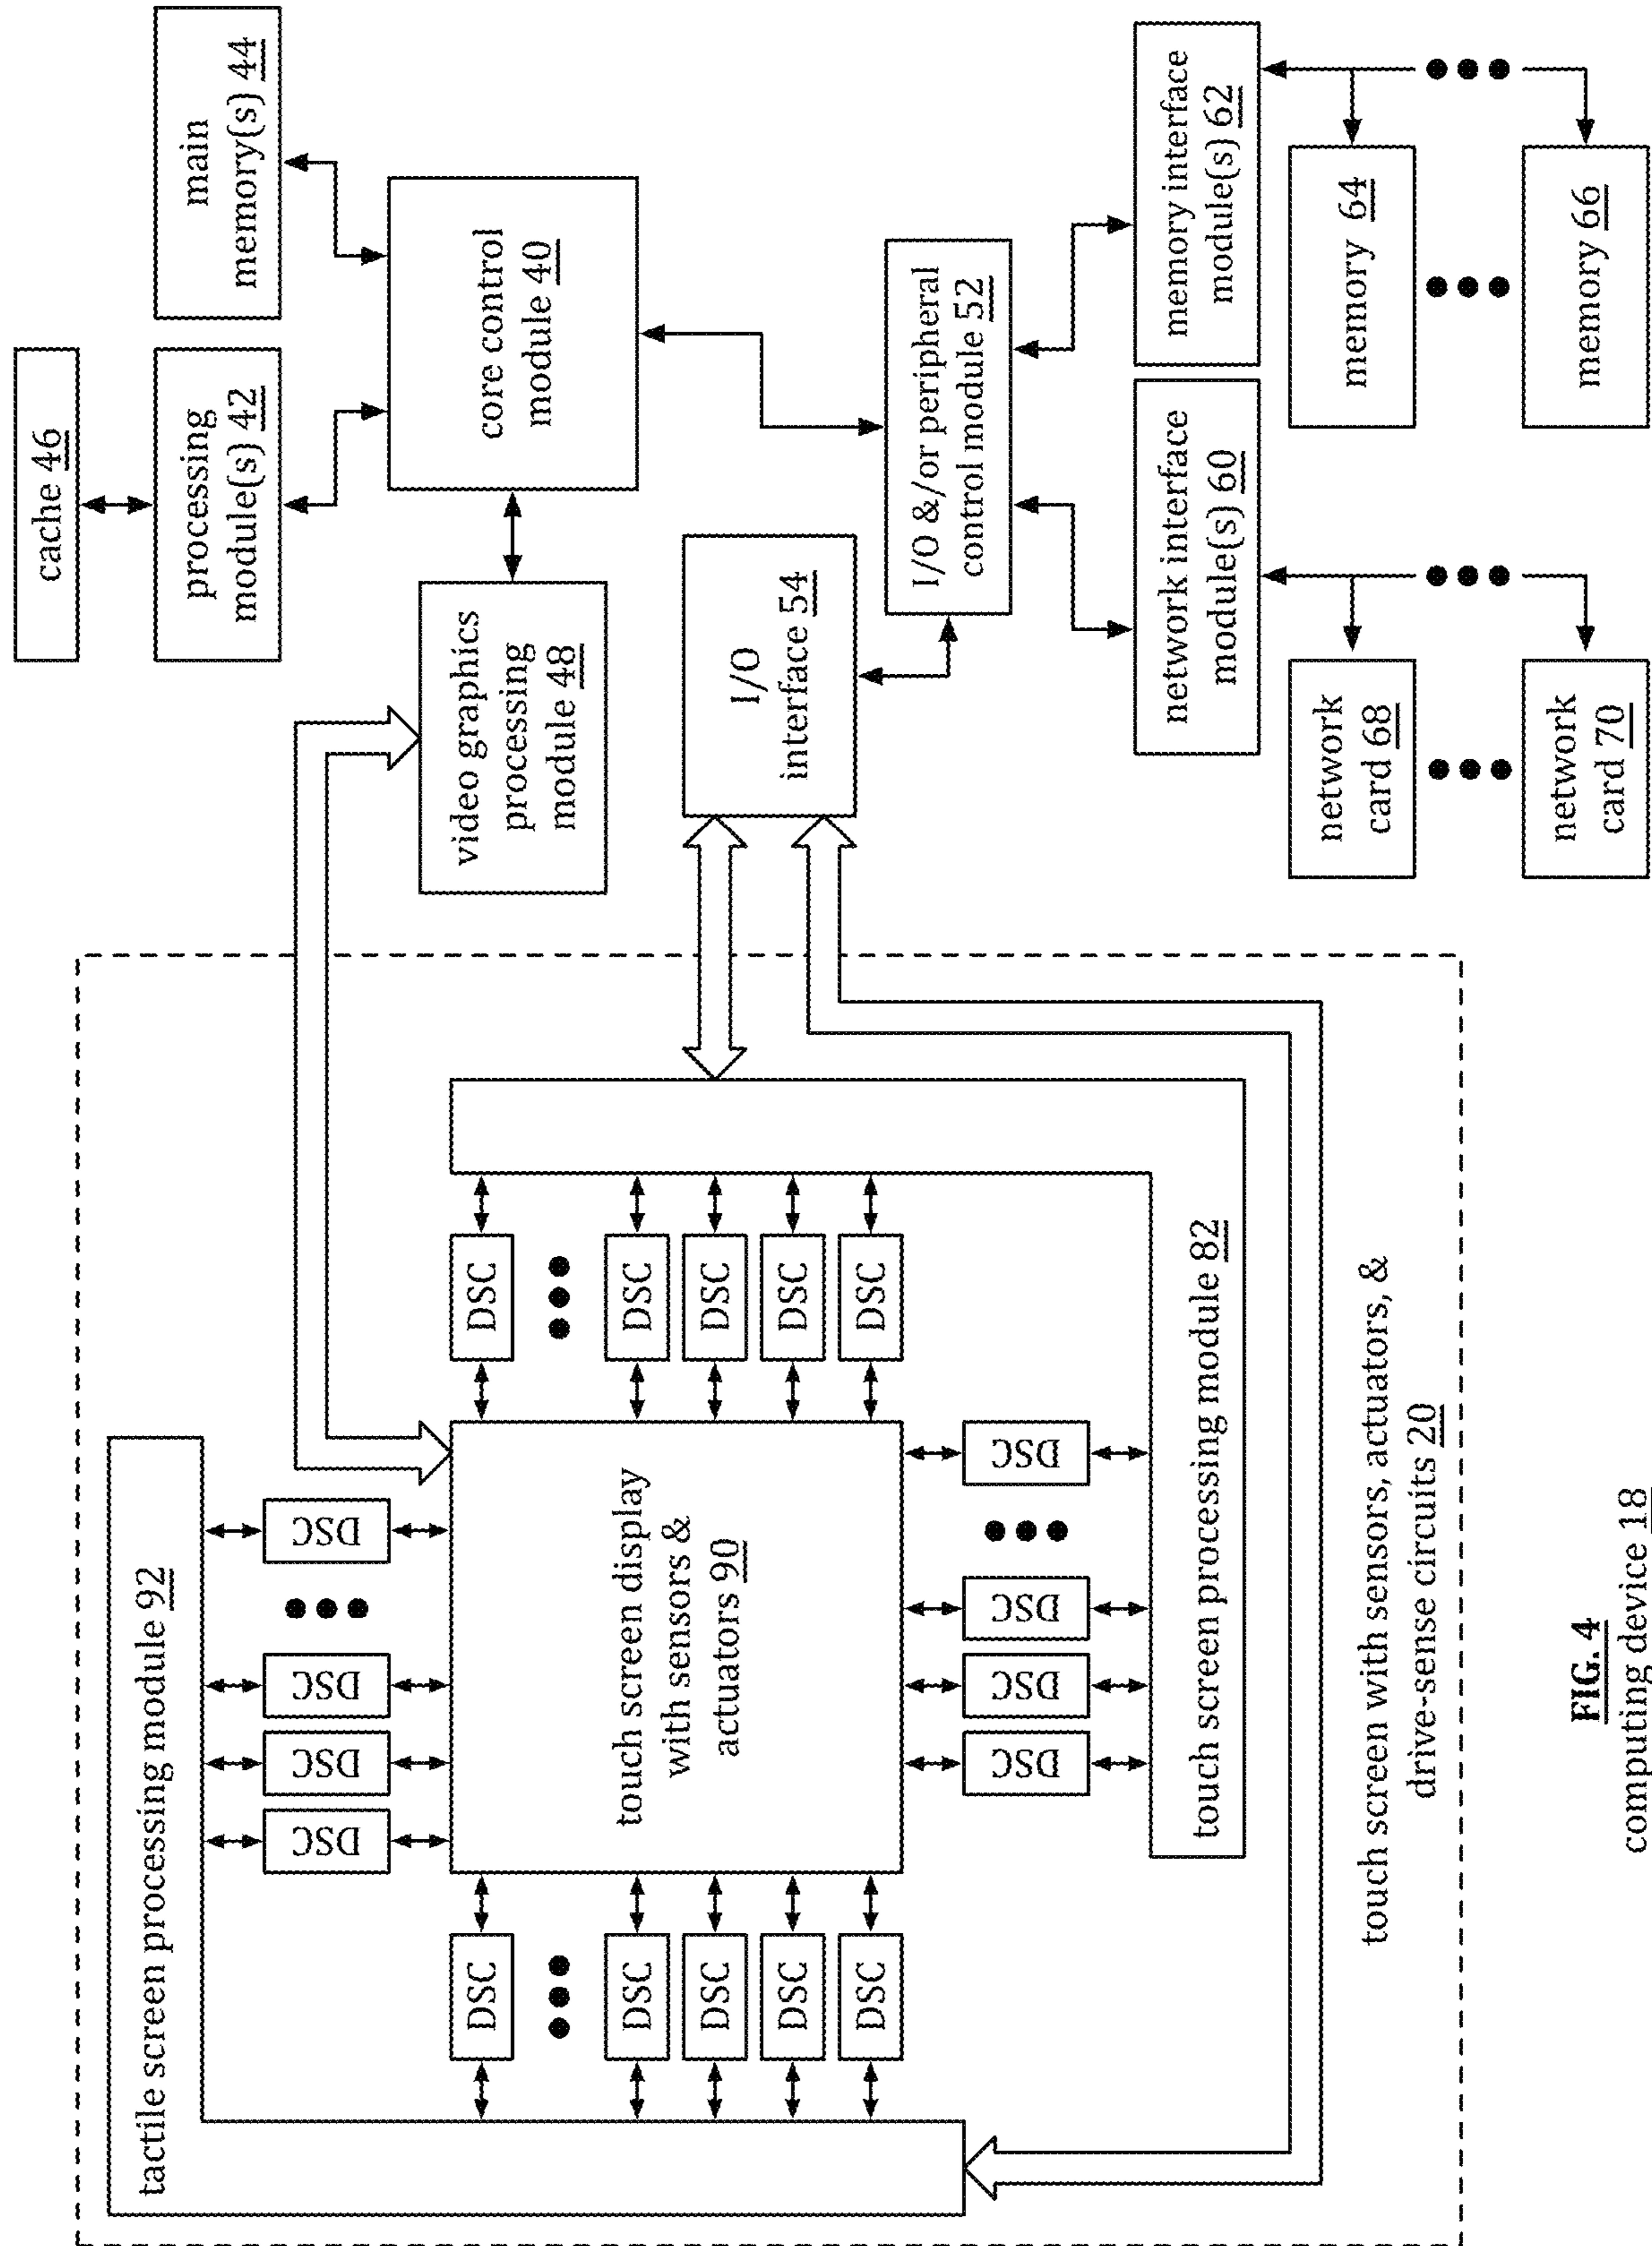 cache 46
processing
module(s) 42
main
memory(s) 44
core control
module 40
video graphics
processing
module 48
I/O
interface 54
I/O &/or peripheral
control module 52
network interface
module(s) 60
memory interface
module(s) 62
network
card 68
network
card 70
memory 64
memory 66
tactile screen processing module 92
DSC
DSC
DSC
DSC
DSC
DSC
DSC
DSC
DSC
touch screen display
with sensors &
actuators 90
DSC
DSC
DSC
DSC
DSC
DSC
DSC
DSC
DSC
touch screen processing module 82
touch screen with sensors, actuators, &
drive-sense circuits 20
FIG. 4
computing device 18